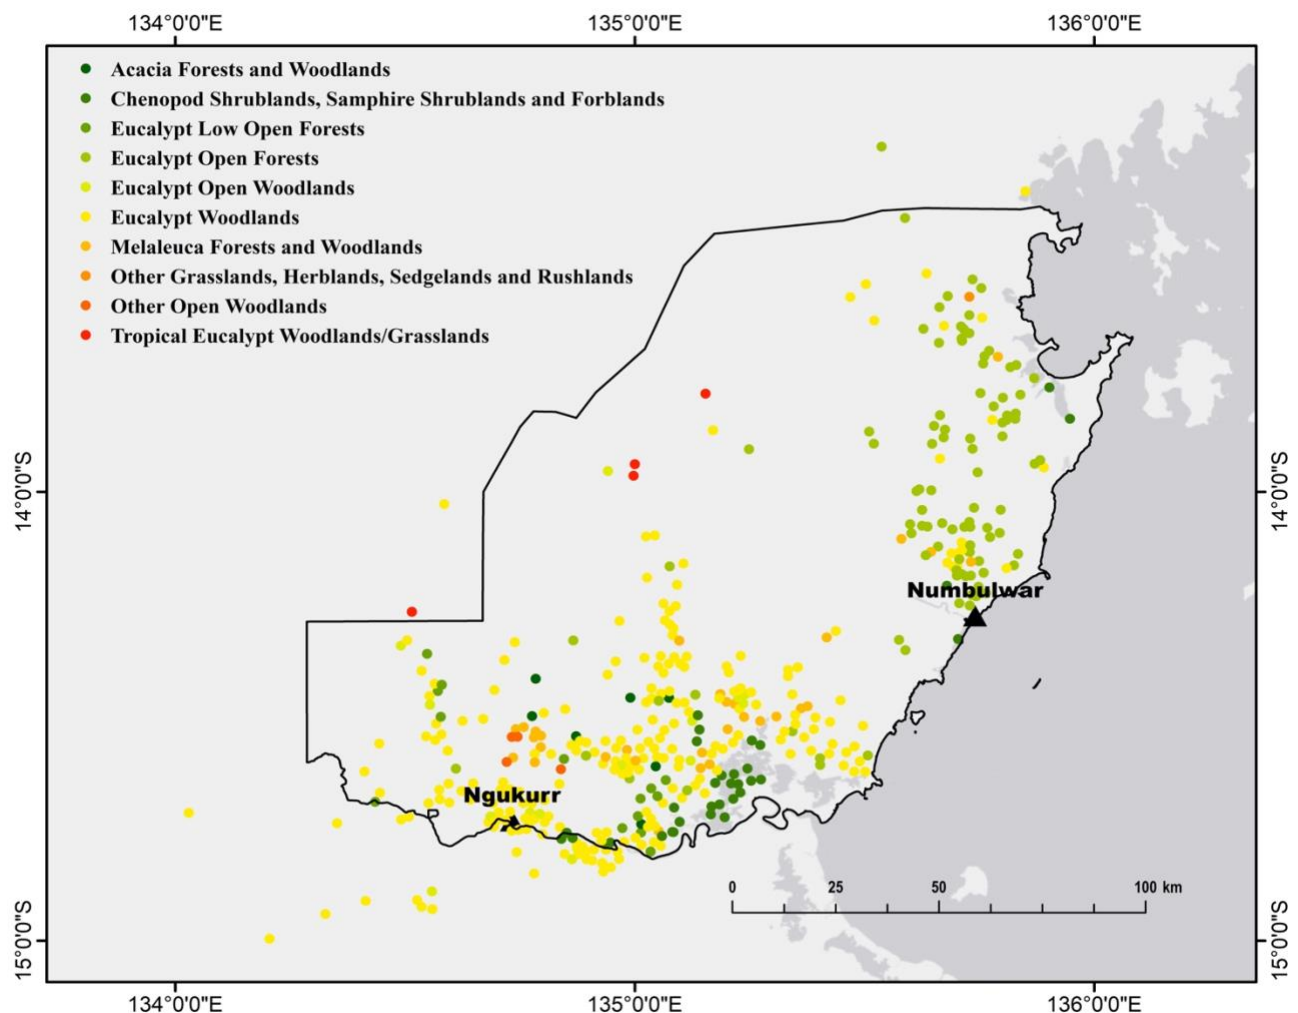 134°0'0"E 135°0'0"E 136°0'0"E
Acacia Forests and Woodlands
Chenopod Shrublands, Samphire Shrublands and Forblands
Eucalypt Low Open Forests
Eucalypt Open Forests
Eucalypt Open Woodlands
Eucalypt Woodlands
Melaleuca Forests and Woodlands
Other Grasslands, Herblands, Sedgelands and Rushlands
Other Open Woodlands
Tropical Eucalypt Woodlands/Grasslands
14°0'0"S 14°0'0"S
Numbulwar
Ngukurr
0 25 50 100 km
15°0'0"S 15°0'0"S
134°0'0"E 135°0'0"E 136°0'0"E